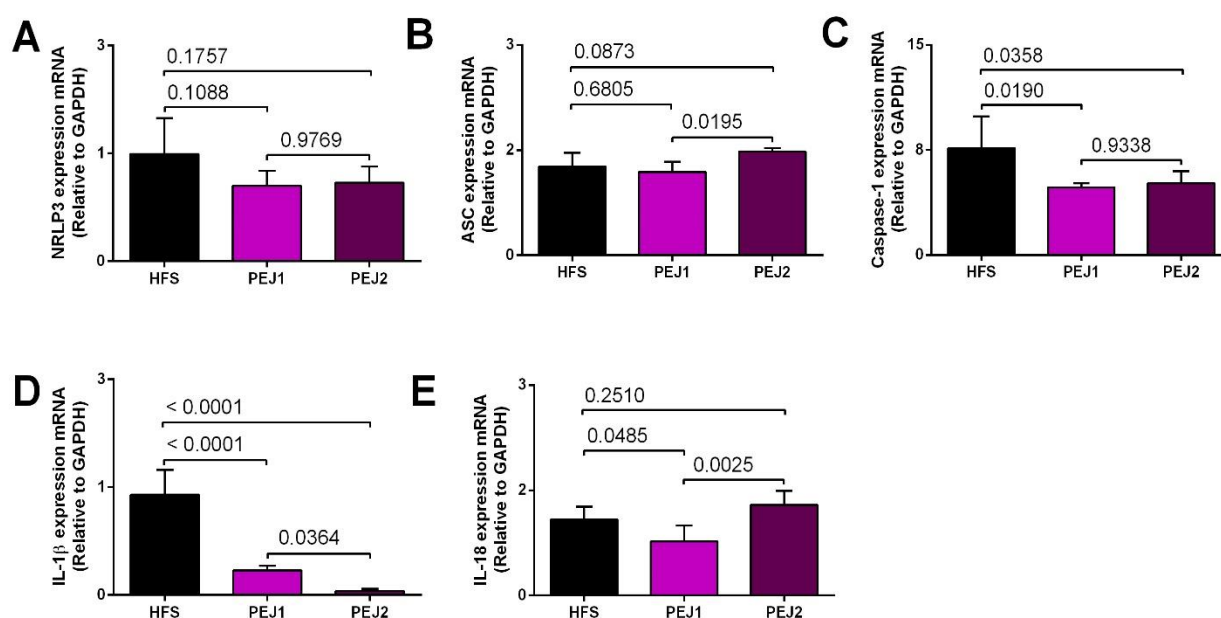 A
NRLP3 expression mRNA
(Relative to GAPDH)
3
1
0
0.1757
0.1088
0.9769
HFS PEJ1 PEJ2
B
ASC expression mRNA
(Relative to GAPDH)
3
2
2
0.0873
0.6805
0.0195
HFS PEJ1 PEJ2
C
Caspase-1 expression mRNA
(Relative to GAPDH)
15
8
0
0.0358
0.0190
0.9338
HFS PEJ1 PEJ2
D
IL-1β expression mRNA
(Relative to GAPDH)
3
1
0
< 0.0001
< 0.0001
0.0364
HFS PEJ1 PEJ2
E
IL-18 expression mRNA
(Relative to GAPDH)
3
2
0
0.2510
0.0485
0.0025
HFS PEJ1 PEJ2